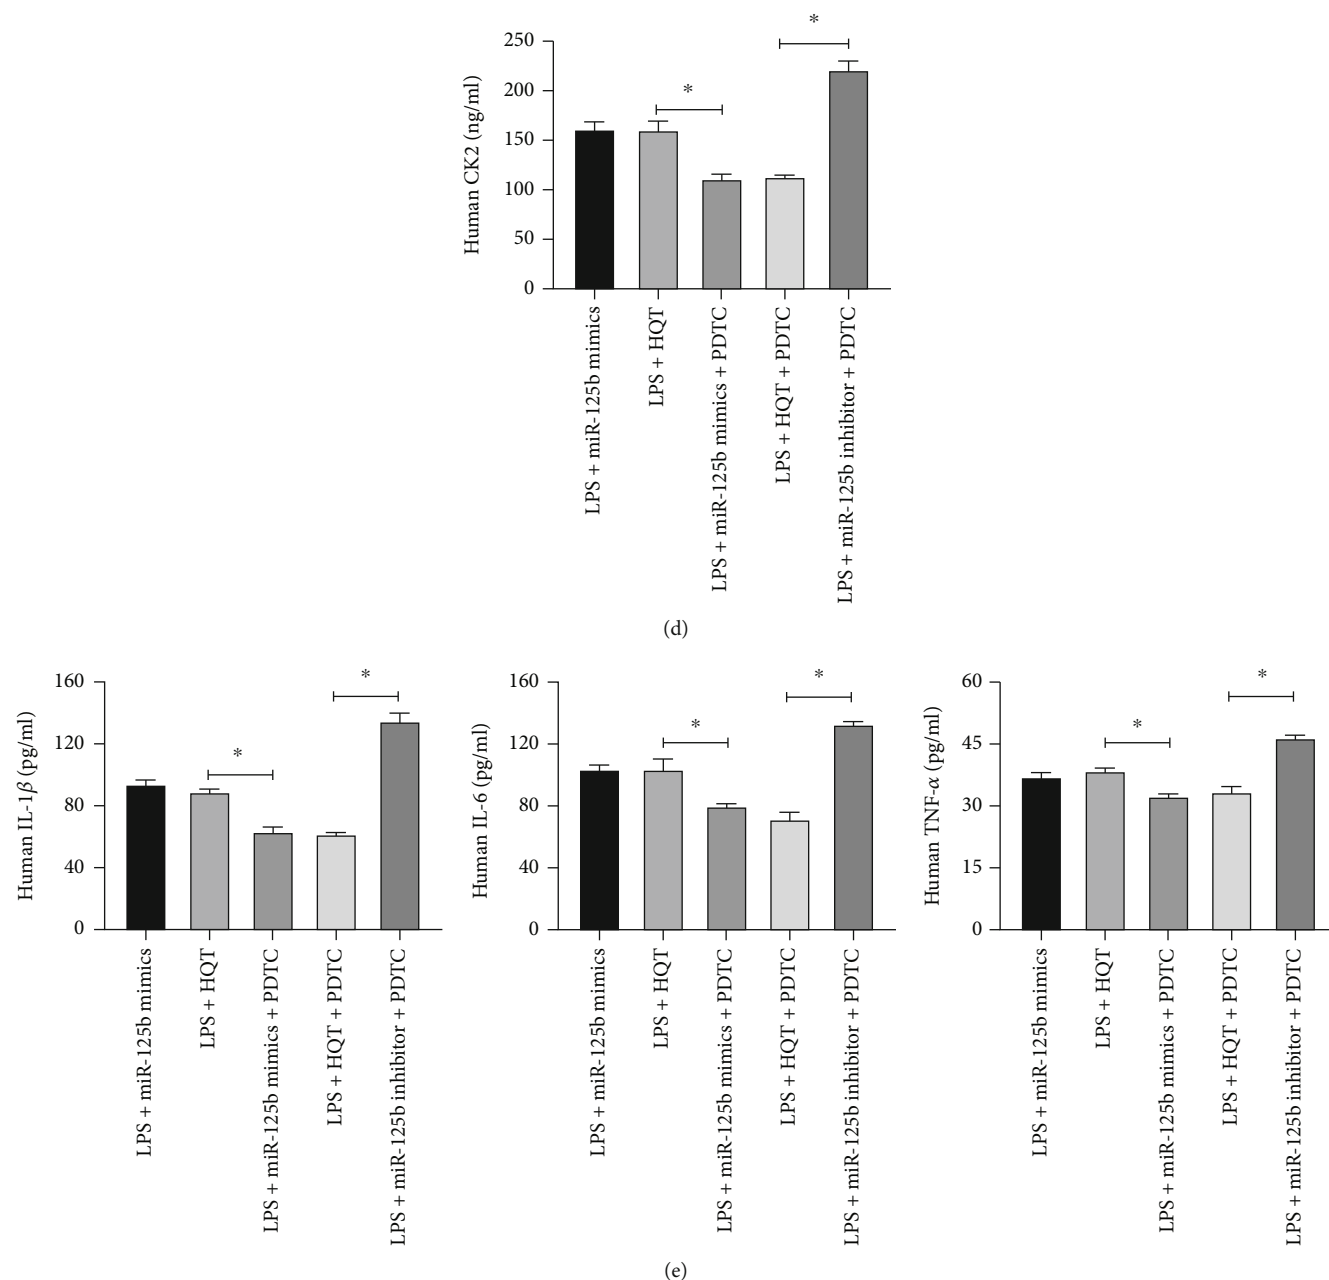 *
*
250
200
150
100
50
0
Human CK2 (ng/ml)
LPS + miR-125b mimics
LPS + HQT
LPS + miR-125b mimics + PDTC
LPS + HQT + PDTC
LPS + miR-125b inhibitor + PDTC
(d)
*
*
160
120
80
40
0
Human IL-1β (pg/ml)
LPS + miR-125b mimics
LPS + HQT
LPS + miR-125b mimics + PDTC
LPS + HQT + PDTC
LPS + miR-125b inhibitor + PDTC
*
*
160
120
80
40
0
Human IL-6 (pg/ml)
LPS + miR-125b mimics
LPS + HQT
LPS + miR-125b mimics + PDTC
LPS + HQT + PDTC
LPS + miR-125b inhibitor + PDTC
*
*
60
45
30
15
0
Human TNF-α (pg/ml)
LPS + miR-125b mimics
LPS + HQT
LPS + miR-125b mimics + PDTC
LPS + HQT + PDTC
LPS + miR-125b inhibitor + PDTC
(e)